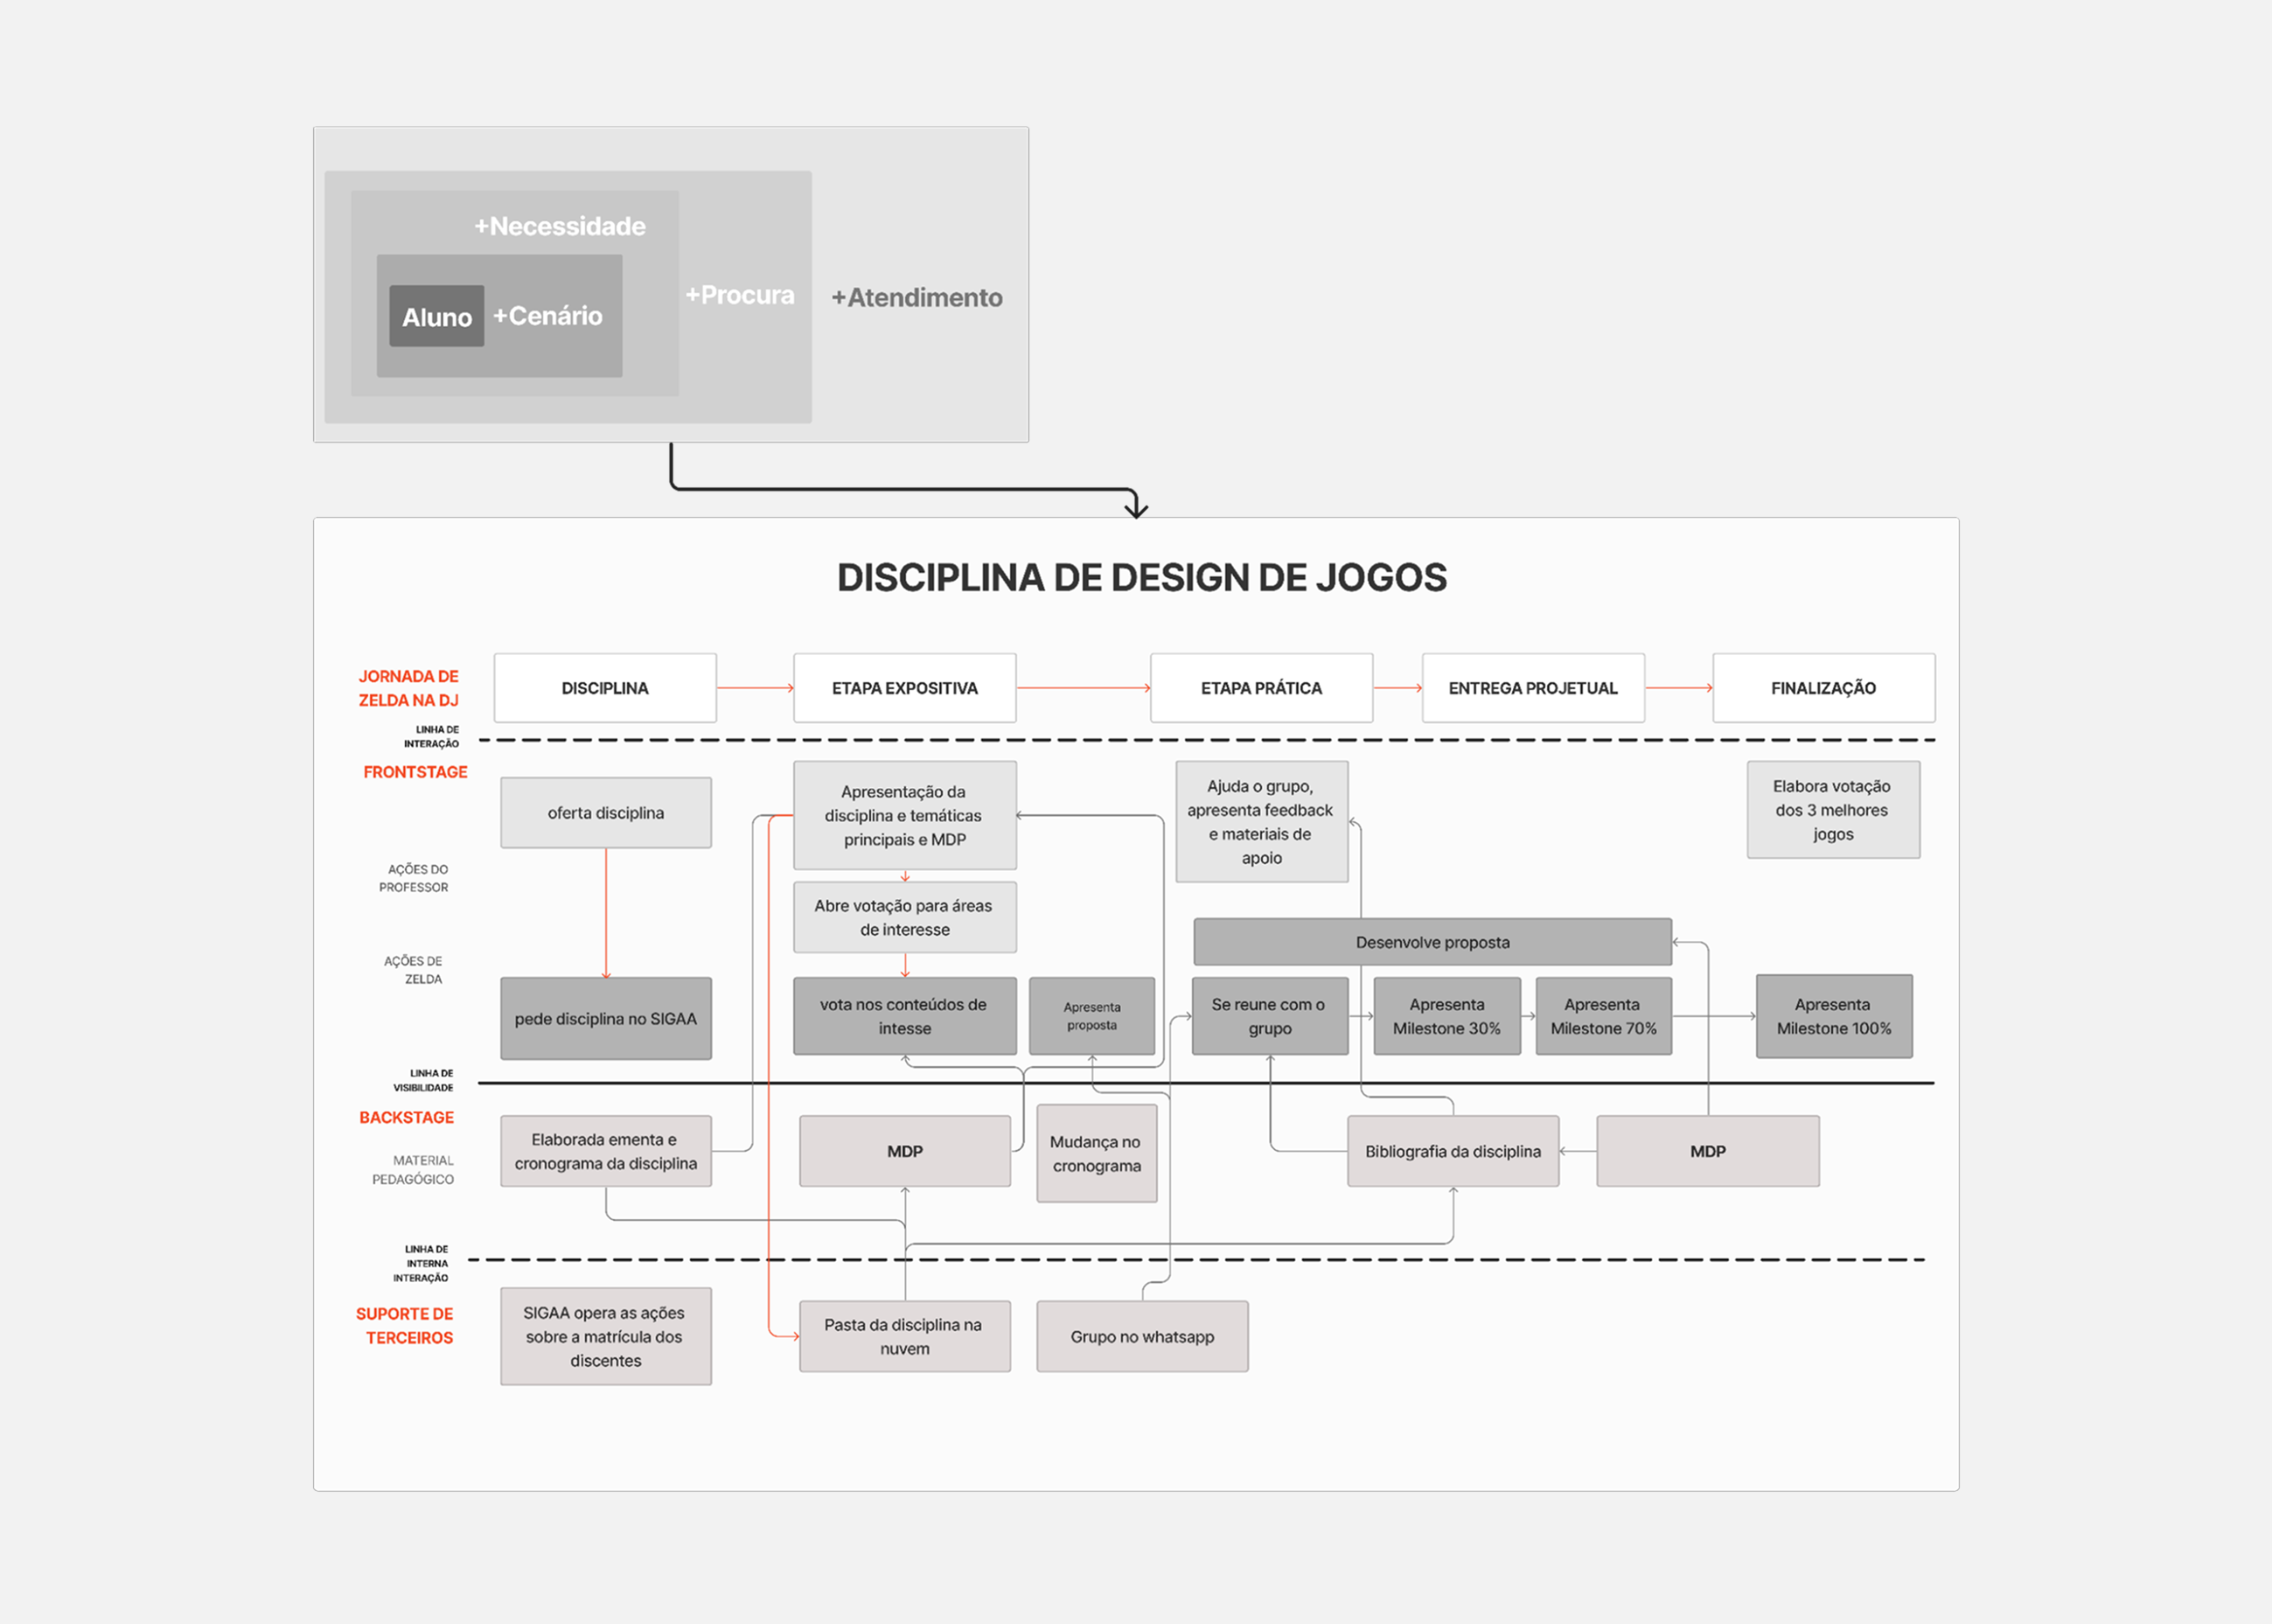 +Necessidade
+Procura
+Atendimento
Aluno
+Cenário
DISCIPLINA DE DESIGN DE JOGOS
JORNADA DE
ZELDA NA DJ
DISCIPLINA
ETAPA EXPOSITIVA
ETAPA PRÁTICA
ENTREGA PROJETUAL
FINALIZAÇÃO
LINHA DE
INTERAÇÃO
FRONTSTAGE
oferta disciplina
Apresentação da
disciplina e temáticas
principais e MDP
Ajuda o grupo,
apresenta feedback
e materiais de
apoio
Elabora votação
dos 3 melhores
jogos
AÇÕES DO
PROFESSOR
Abre votação para áreas
de interesse
Desenvolve proposta
AÇÕES DE
ZELDA
pede disciplina no SIGAA
vota nos conteúdos de
intesse
Apresenta
proposta
Se reune com o
grupo
Apresenta
Milestone 30%
Apresenta
Milestone 70%
Apresenta
Milestone 100%
LINHA DE
VISIBILIDADE
BACKSTAGE
MATERIAL
PEDAGÓGICO
Elaborada ementa e
cronograma da disciplina
MDP
Mudança no
cronograma
Bibliografia da disciplina
MDP
LINHA DE
INTERNA
INTERAÇÃO
SUPORTE DE
TERCEIROS
SIGAA opera as ações
sobre a matrícula dos
discentes
Pasta da disciplina na
nuvem
Grupo no whatsapp